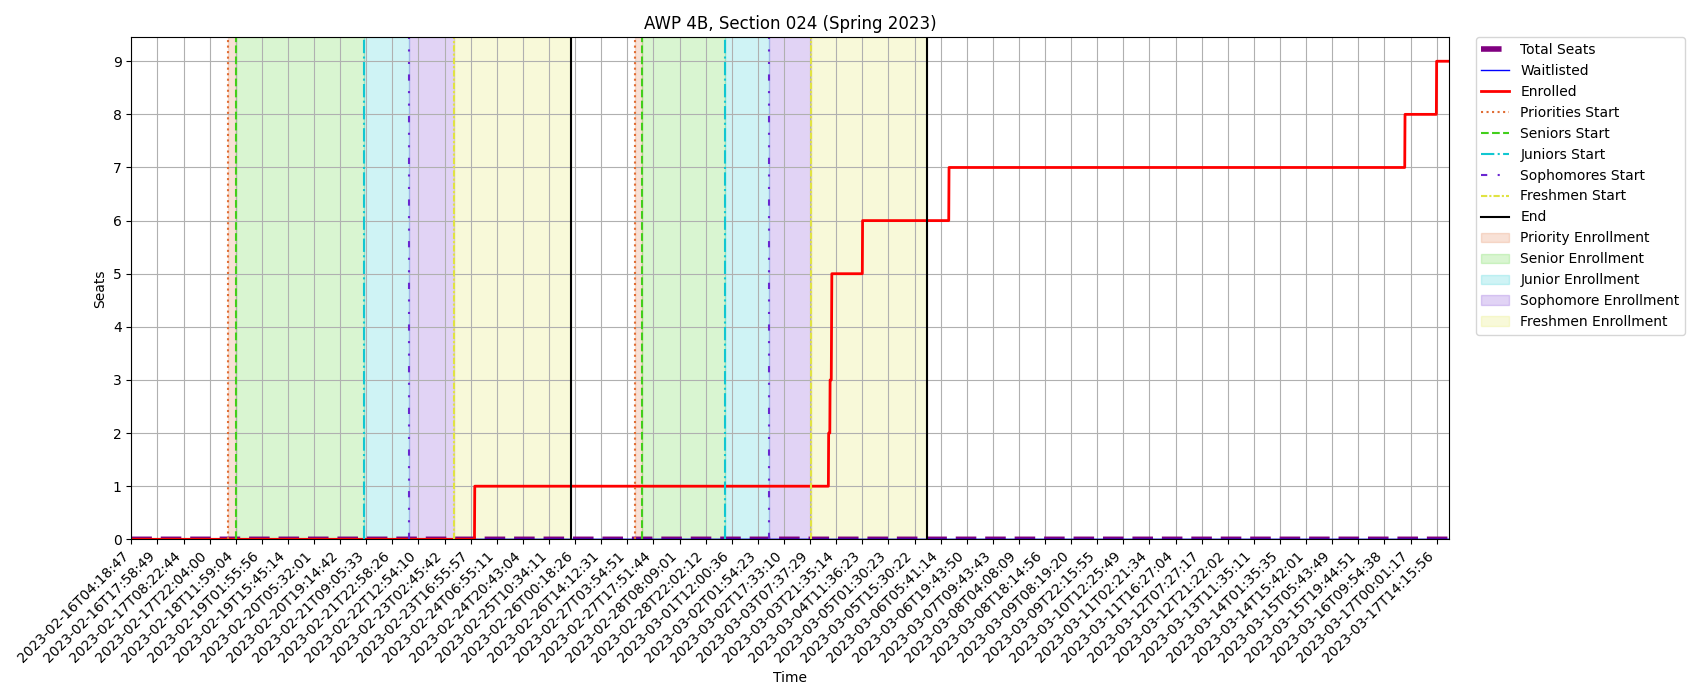 AWP 4B, Section 024 (Spring 2023)
Total Seats
Waitlisted
Enrolled
Priorities Start
Seniors Start
Juniors Start
Sophomores Start
Freshmen Start
End
Priority Enrollment
Senior Enrollment
Junior Enrollment
Sophomore Enrollment
Freshmen Enrollment
Seats
9
8
7
6
5
4
3
2
1
0
2023-02-16T04:18:47
2023-02-16T17:58:49
2023-02-17T08:22:44
2023-02-17T22:04:00
2023-02-18T11:59:04
2023-02-19T01:55:56
2023-02-19T15:45:14
2023-02-20T05:32:01
2023-02-20T19:14:42
2023-02-21T09:05:33
2023-02-21T22:58:26
2023-02-22T12:54:10
2023-02-23T02:45:42
2023-02-23T16:55:57
2023-02-24T06:55:11
2023-02-24T20:43:04
2023-02-25T10:34:11
2023-02-26T00:18:26
2023-02-26T14:12:31
2023-02-27T03:54:51
2023-02-27T17:51:44
2023-02-28T08:09:01
2023-02-28T22:02:12
2023-03-01T12:00:36
2023-03-02T01:54:23
2023-03-02T17:33:10
2023-03-03T07:37:29
2023-03-03T21:35:14
2023-03-04T11:36:23
2023-03-05T01:30:23
2023-03-05T15:30:22
2023-03-06T05:41:14
2023-03-06T19:43:50
2023-03-07T09:43:43
2023-03-08T04:08:09
2023-03-08T18:14:56
2023-03-09T08:19:20
2023-03-09T22:15:55
2023-03-10T12:25:49
2023-03-11T02:21:34
2023-03-11T16:27:04
2023-03-12T07:27:17
2023-03-12T21:22:02
2023-03-13T11:35:11
2023-03-14T01:35:35
2023-03-14T15:42:01
2023-03-15T05:43:49
2023-03-15T19:44:51
2023-03-16T09:54:38
2023-03-17T00:01:17
2023-03-17T14:15:56
Time